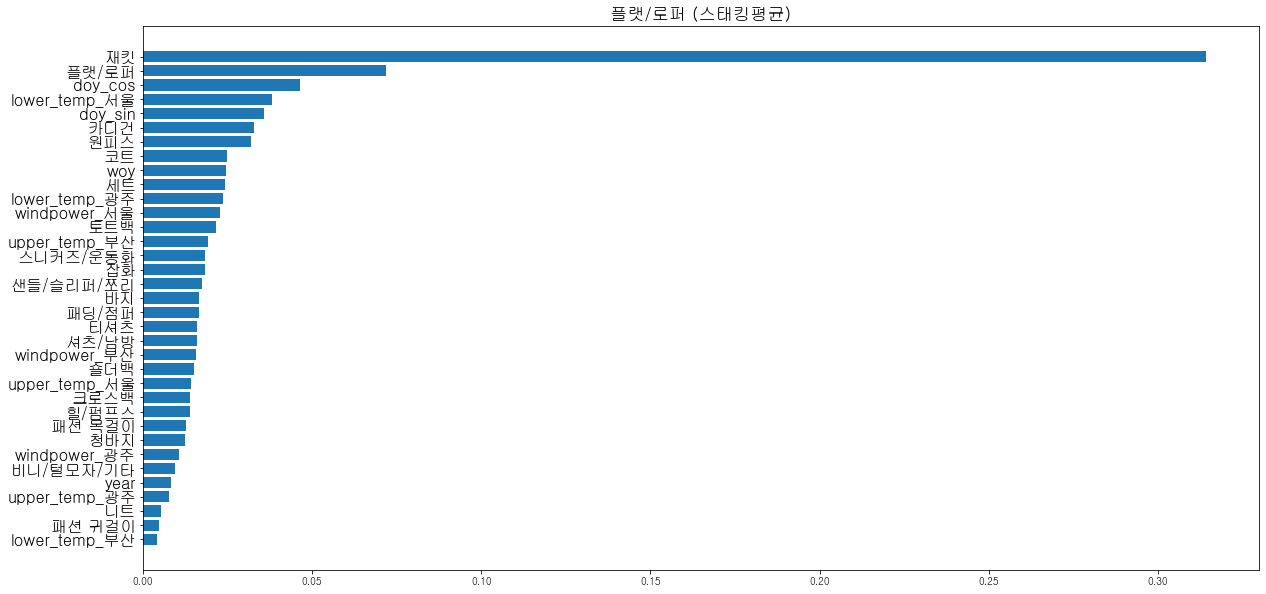 플랫/로퍼 (스태킹평균)
재킷
플랫/로퍼
doy_cos
lower_temp_서울
doy_sin
카디건
원피스
코트
woy
세트
lower_temp_광주
windpower_서울
토트백
upper_temp_부산
스니커즈/운동화
잡화
샌들/슬리퍼/쪼리
바지
패딩/점퍼
티셔츠
셔츠/남방
windpower_부산
숄더백
upper_temp_서울
크로스백
힐/펌프스
패션 목걸이
청바지
windpower_광주
비니/털모자/기타
year
upper_temp_광주
니트
패션 귀걸이
lower_temp_부산
0.00 0.05 0.10 0.15 0.20 0.25 0.30